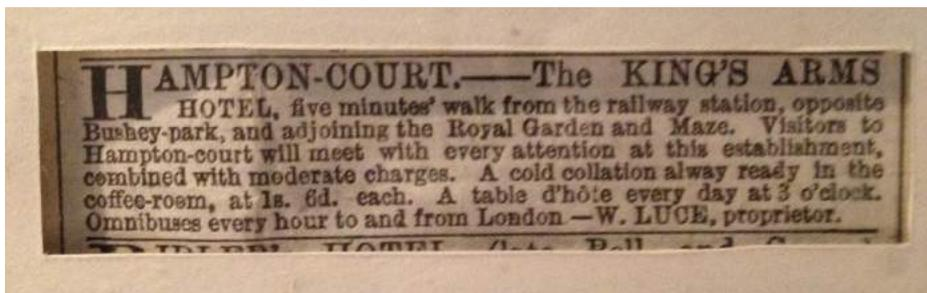 HAMPTON-COURT.——The KING'S ARMS
HOTEL, five minutes' walk from the railway station, opposite
Bushey-park, and adjoining the Royal Garden and Maze. Visitors to
Hampton-court will meet with every attention at this establishment,
combined with moderate charges. A cold collation alway ready in the
coffee-room, at 1s. 6d. each. A table d'hôte every day at 3 o'clock.
Omnibuses every hour to and from London —W. LUCE, proprietor.
HOTEL